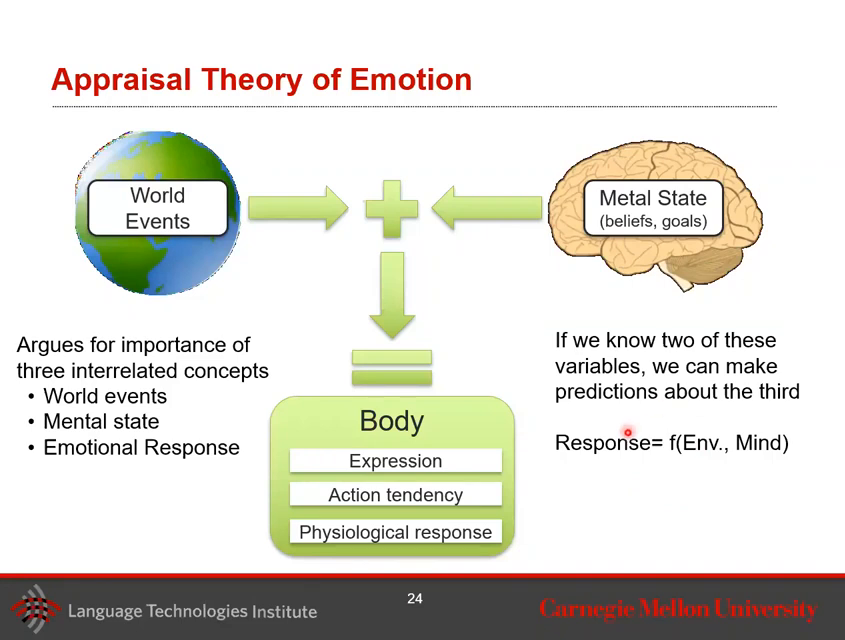 Appraisal Theory of Emotion
World
Events
Metal State
(beliefs, goals)
Argues for importance of
three interrelated concepts
• World events
• Mental state
• Emotional Response
If we know two of these
variables, we can make
predictions about the third
Response= f(Env., Mind)
Body
Expression
Action tendency
Physiological response
Language Technologies Institute
24
Carnegie Mellon University